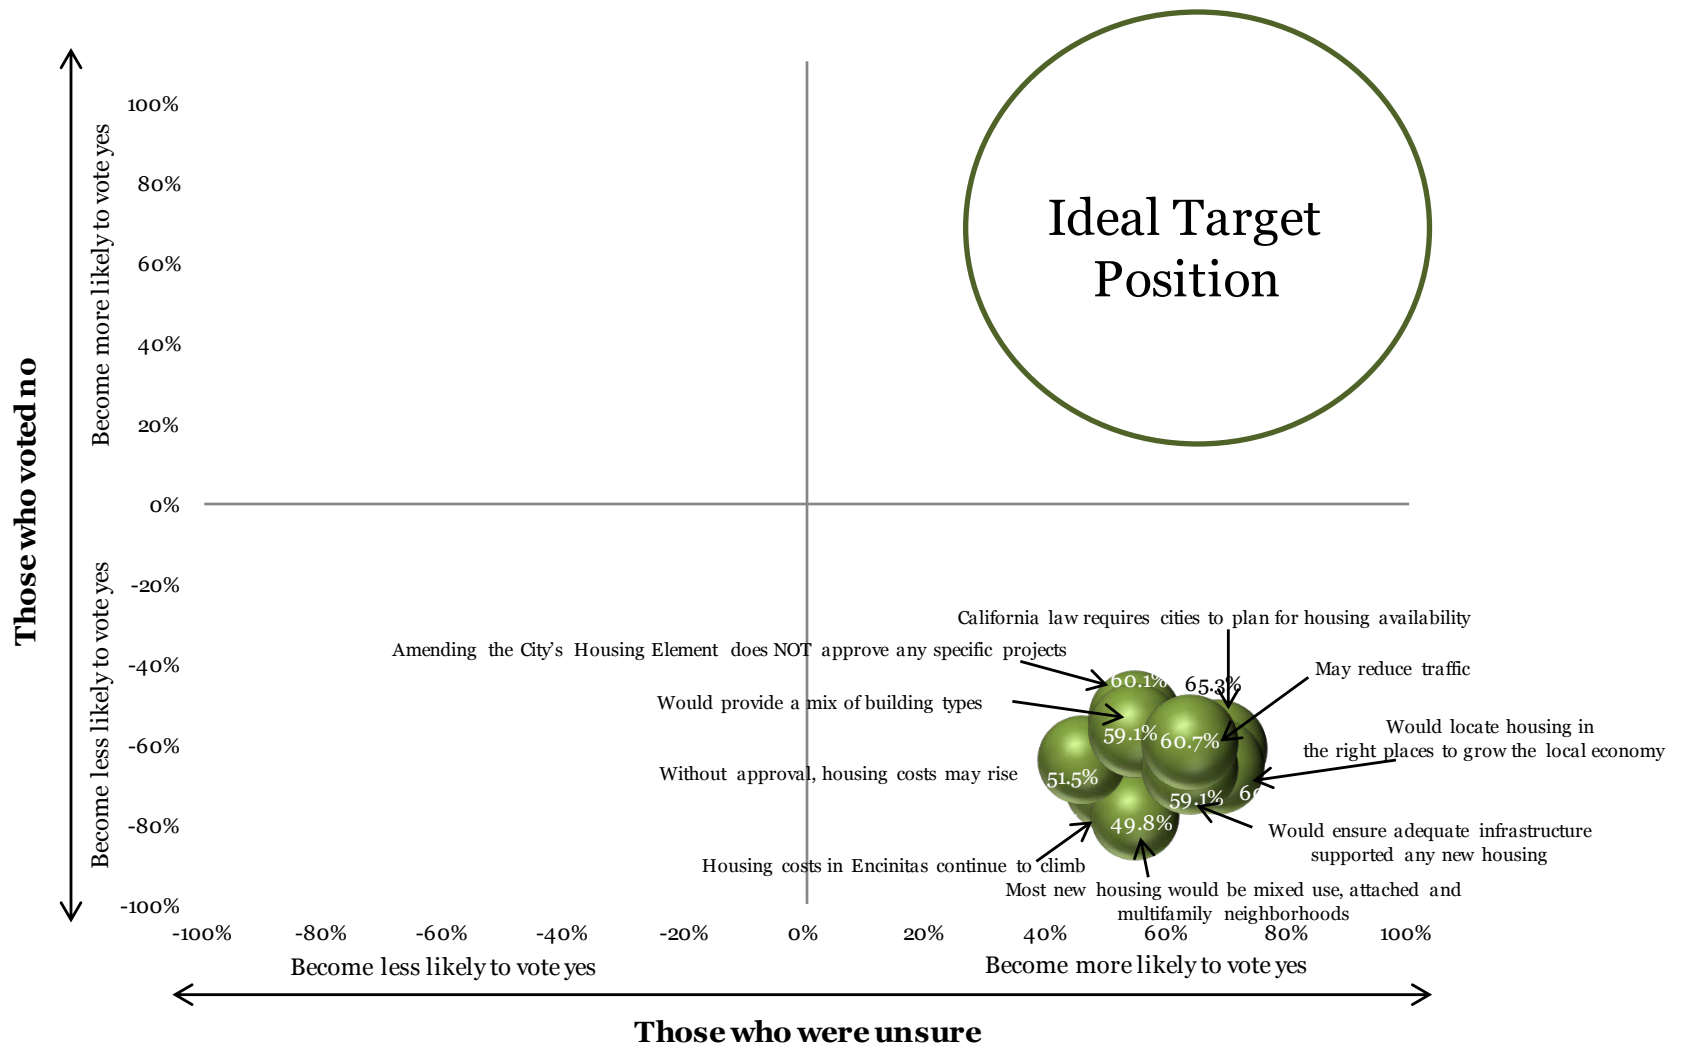 Ideal Target
Position
Those who voted no
Become more likely to vote yes
Become less likely to vote yes
100%
80%
60%
40%
20%
0%
-20%
-40%
-60%
-80%
-100%
California law requires cities to plan for housing availability
Amending the City's Housing Element does NOT approve any specific projects
May reduce traffic
Would provide a mix of building types
Would locate housing in
the right places to grow the local economy
Without approval, housing costs may rise
Would ensure adequate infrastructure
supported any new housing
Housing costs in Encinitas continue to climb
Most new housing would be mixed use, attached and
multifamily neighborhoods
60.1%
65.3%
59.1%
60.7%
51.5%
59.1%
49.8%
-100%
-80%
-60%
-40%
-20%
0%
20%
40%
60%
80%
100%
Become less likely to vote yes
Become more likely to vote yes
Those who were unsure